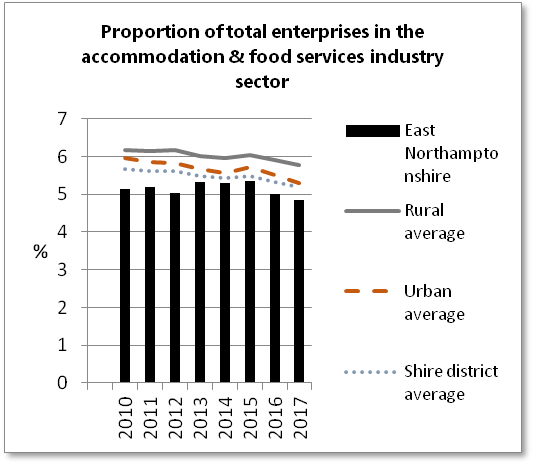 Proportion of total enterprises in the
accommodation & food services industry
sector
7
6
5
4
3
2
1
0
%
2010
2011
2012
2013
2014
2015
2016
2017
East
Northampto
nshire
Rural
average
Urban
average
Shire district
average